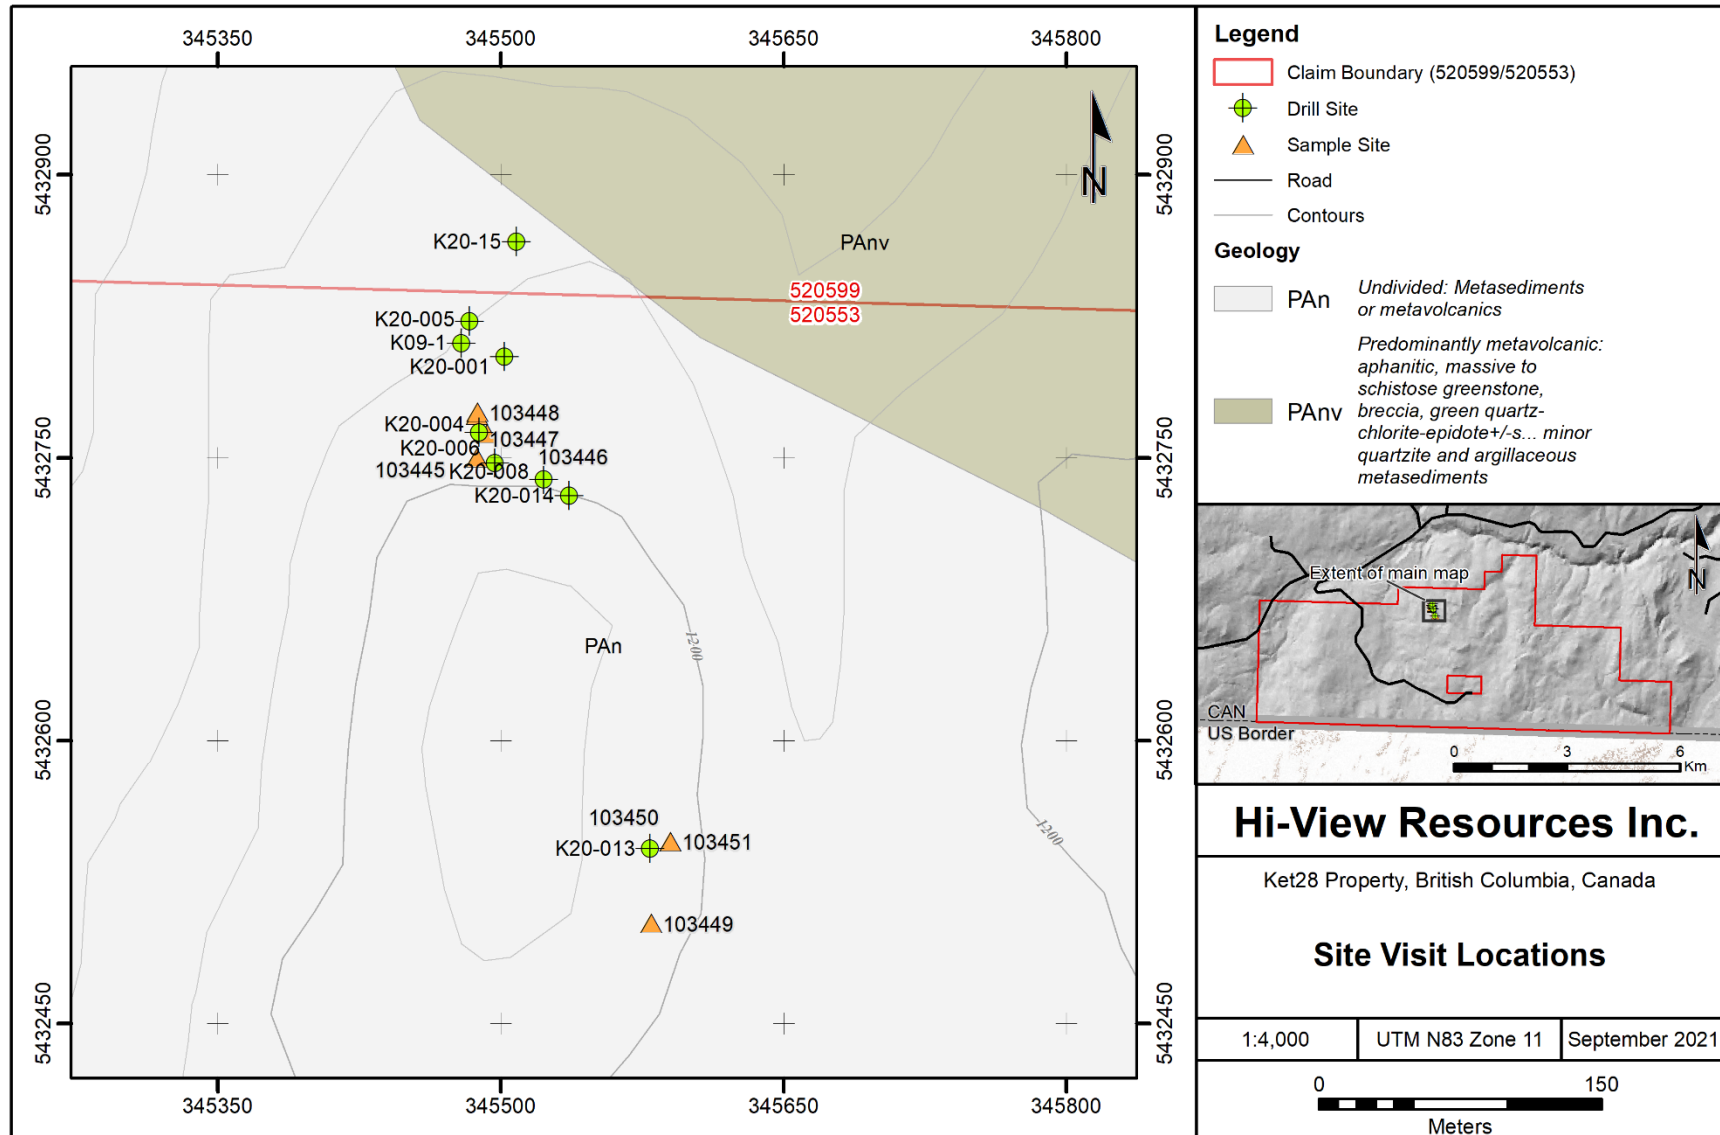 345350
345500
345650
345800
5432900
5432900
5432750
5432750
5432600
5432600
5432450
5432450
345350
345500
345650
345800
N
K20-15
PAnv
520599
520553
K20-005
K09-1
K20-001
103448
K20-004
103447
K20-006
103446
103445
K20-008
K20-014
PAn
1200
1200
103450
K20-013
103451
103449
Legend
Claim Boundary (520599/520553)
Drill Site
Sample Site
Road
Contours
Geology
PAn
Undivided: Metasediments
or metavolcanics
PAnv
Predominantly metavolcanic:
aphanitic, massive to
schistose greenstone,
breccia, green quartz-
chlorite-epidote+/-s... minor
quartzite and argillaceous
metasediments
Extent of main map
N
CAN
US Border
0 3 6
Km
Hi-View Resources Inc.
Ket28 Property, British Columbia, Canada
Site Visit Locations
1:4,000
UTM N83 Zone 11
September 2021
0 150
Meters